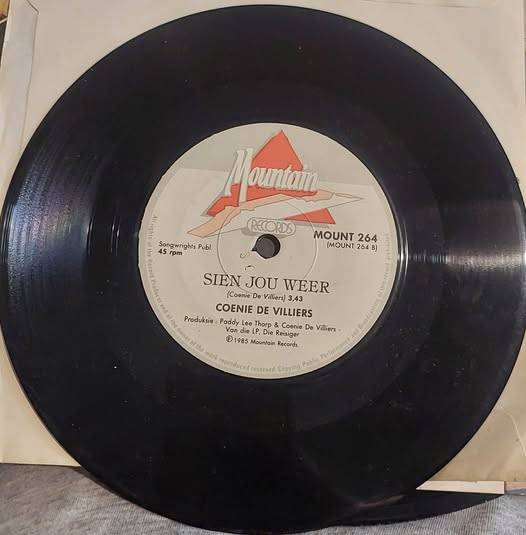 Mountain
RECORDS
MOUNT 264
(MOUNT 264 B)
Songwrights Publ.
45 rpm
SIEN JOU WEER
(Coenie De Villiers) 3,43
COENIE DE VILLIERS
Produksie : Paddy Lee Thorp & Coenie De Villiers -
Van die LP, Die Reisiger
℗ 1985 Mountain Records